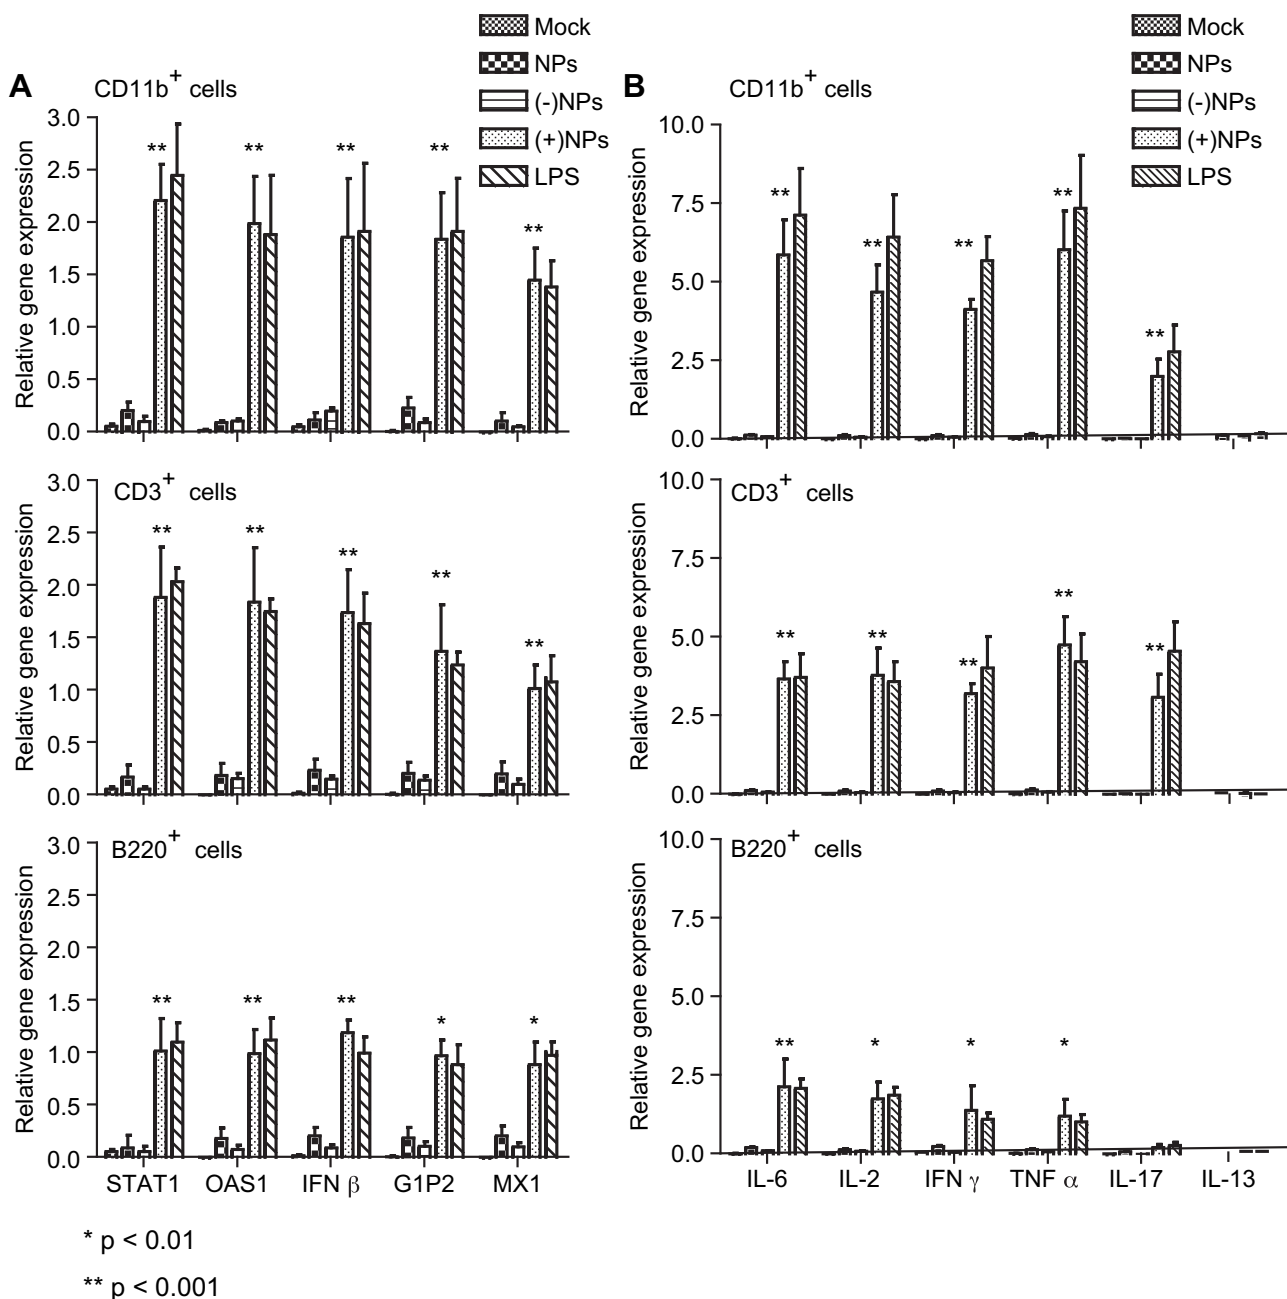 A
CD11b+ cells
Mock
NPs
(-)NPs
(+)NPs
LPS
Relative gene expression
3.0
2.5
2.0
1.5
1.0
0.5
0.0
** ** ** ** **
CD3+ cells
Relative gene expression
3.0
2.5
2.0
1.5
1.0
0.5
0.0
** ** ** ** **
B220+ cells
Relative gene expression
3.0
2.5
2.0
1.5
1.0
0.5
0.0
** ** ** * *
STAT1 OAS1 IFN β G1P2 MX1
* p < 0.01
** p < 0.001
B
CD11b+ cells
Mock
NPs
(-)NPs
(+)NPs
LPS
Relative gene expression
10.0
7.5
5.0
2.5
0.0
** ** ** ** **
CD3+ cells
Relative gene expression
10.0
7.5
5.0
2.5
0.0
** ** ** ** **
B220+ cells
Relative gene expression
10.0
7.5
5.0
2.5
0.0
** * * *
IL-6 IL-2 IFN γ TNF α IL-17 IL-13